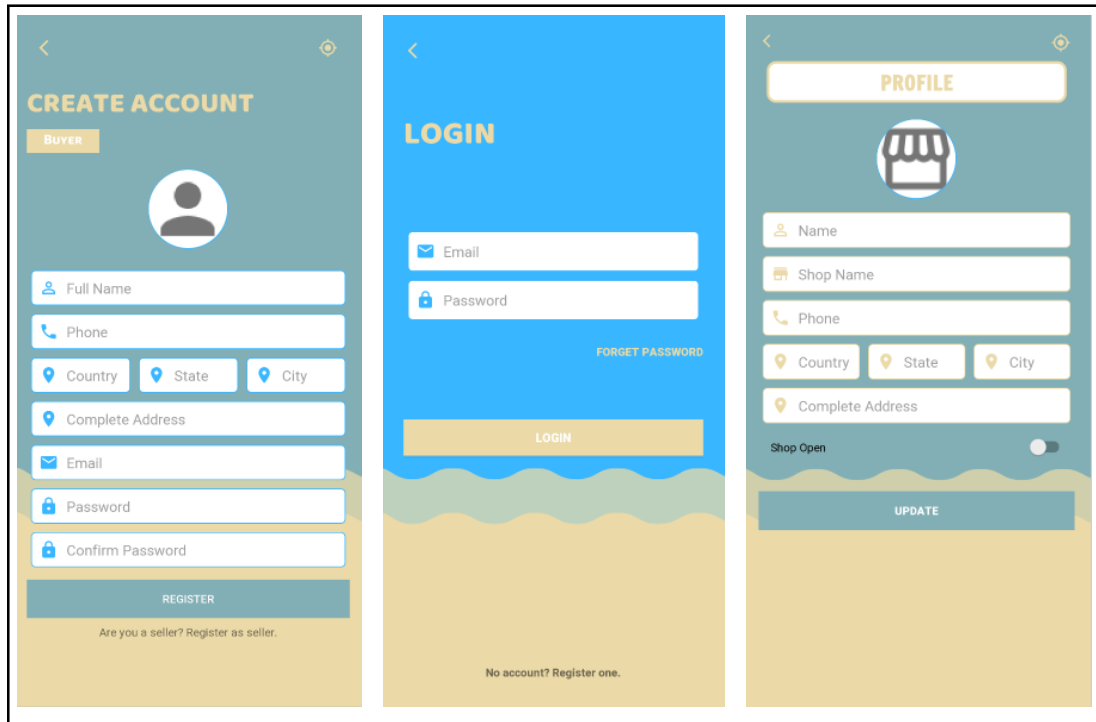 CREATE ACCOUNT
BUYER
Full Name
Phone
Country State City
Complete Address
Email
Password
Confirm Password
REGISTER
Are you a seller? Register as seller.
LOGIN
Email
Password
FORGET PASSWORD
LOGIN
No account? Register one.
PROFILE
Name
Shop Name
Phone
Country State City
Complete Address
Shop Open
UPDATE